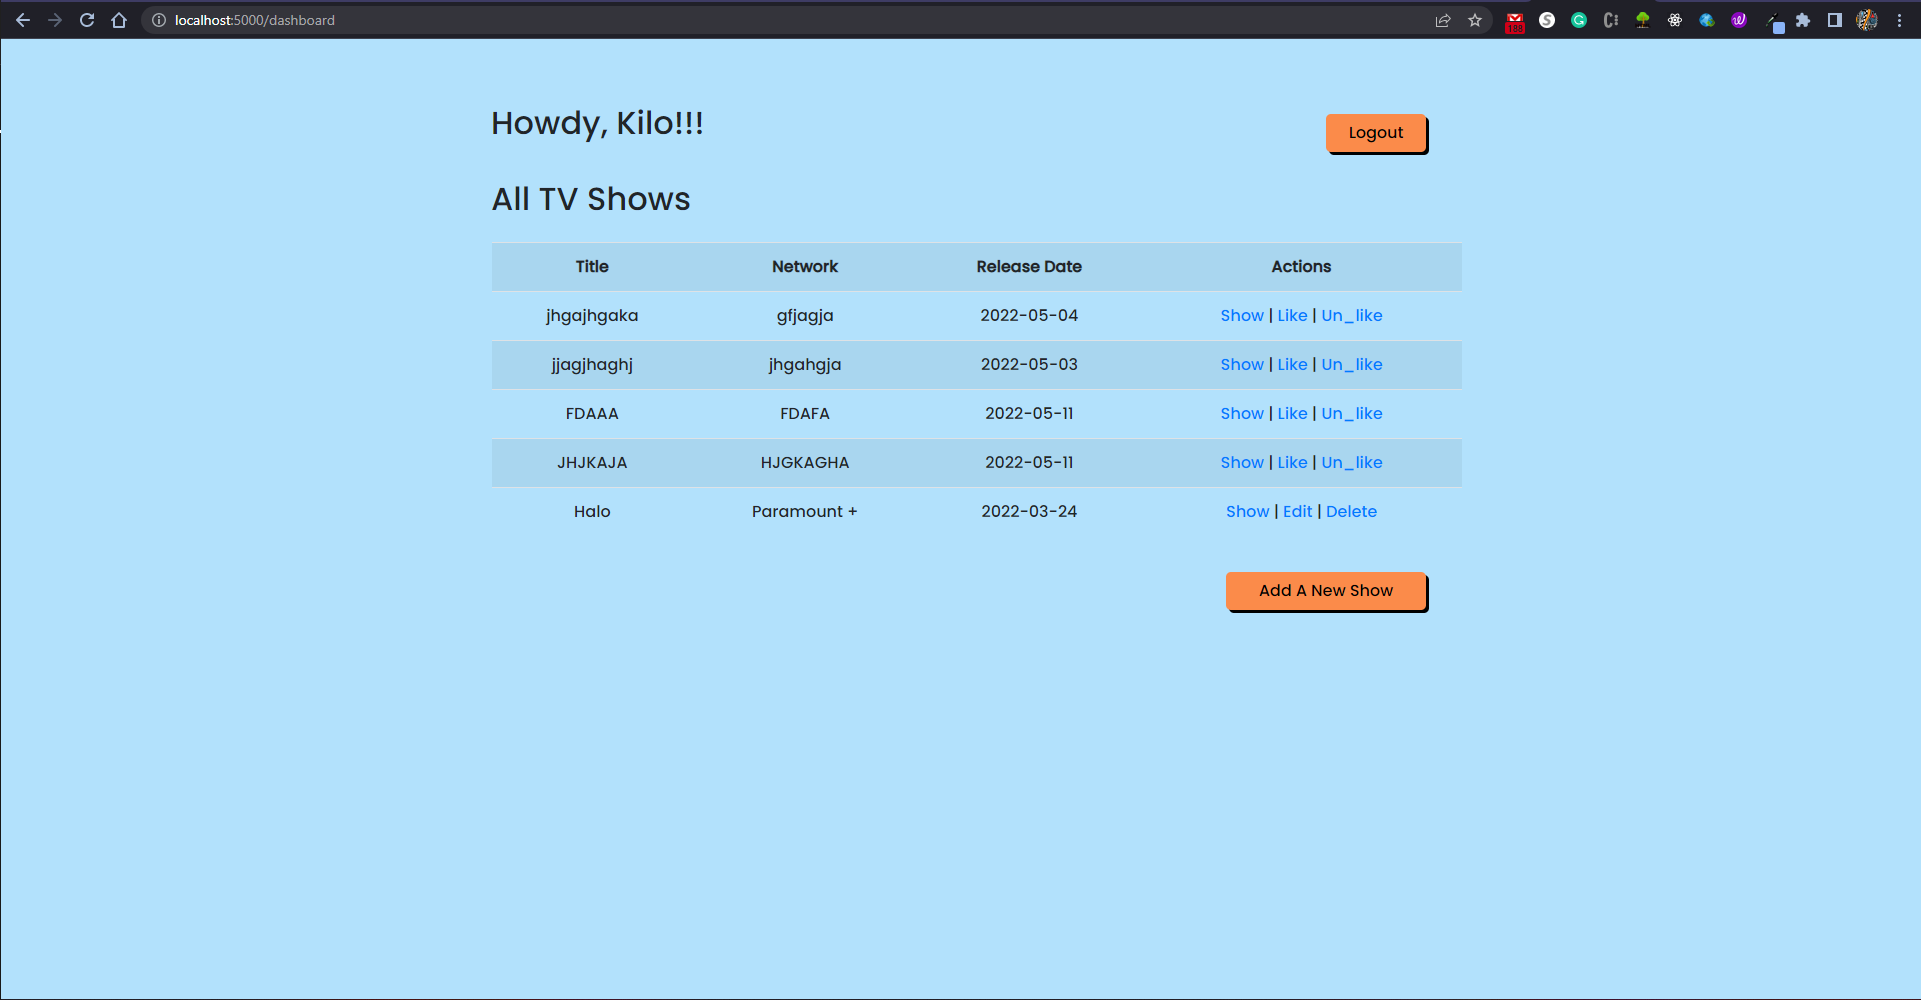 localhost:5000/dashboard
Howdy, Kilo!!!
Logout
All TV Shows
Title Network Release Date Actions
jhgajhgaka gfjagja 2022-05-04 Show | Like | Un_like
jjagjhaghj jhgahgja 2022-05-03 Show | Like | Un_like
FDAAA FDAFA 2022-05-11 Show | Like | Un_like
JHJKAJA HJGKAGHA 2022-05-11 Show | Like | Un_like
Halo Paramount + 2022-03-24 Show | Edit | Delete
Add A New Show